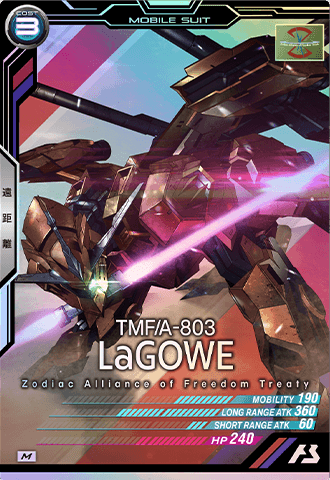 COST
3
MOBILE SUIT
遠距離
TMF/A-803
LaGOWE
Zodiac Alliance of Freedom Treaty
MOBILITY 190
LONG RANGE ATK 360
SHORT RANGE ATK 60
HP 240
M